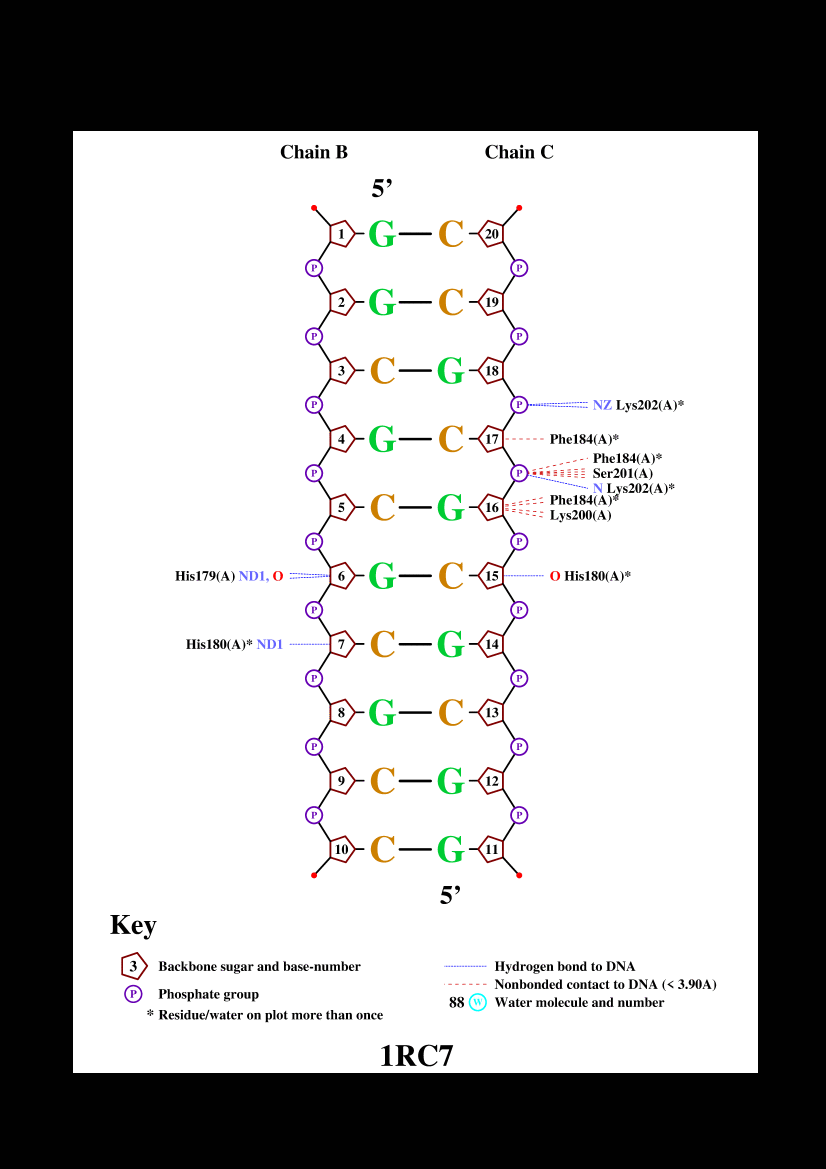 Chain B Chain C
5’
1 G C 20
P P
2 G C 19
P P
3 C G 18
P P NZ Lys202(A)*
4 G C 17 Phe184(A)*
Phe184(A)*
P P Ser201(A)
N Lys202(A)*
Phe184(A)*
5 C G 16
Lys200(A)
P P
His179(A) ND1, O 6 G C 15 O His180(A)*
P P
His180(A)* ND1 7 C G 14
P P
8 G C 13
P P
9 C G 12
P P
10 C G 11
5’
Key
3 Backbone sugar and base-number
P Phosphate group
* Residue/water on plot more than once
Hydrogen bond to DNA
Nonbonded contact to DNA (< 3.90A)
88 W Water molecule and number
1RC7